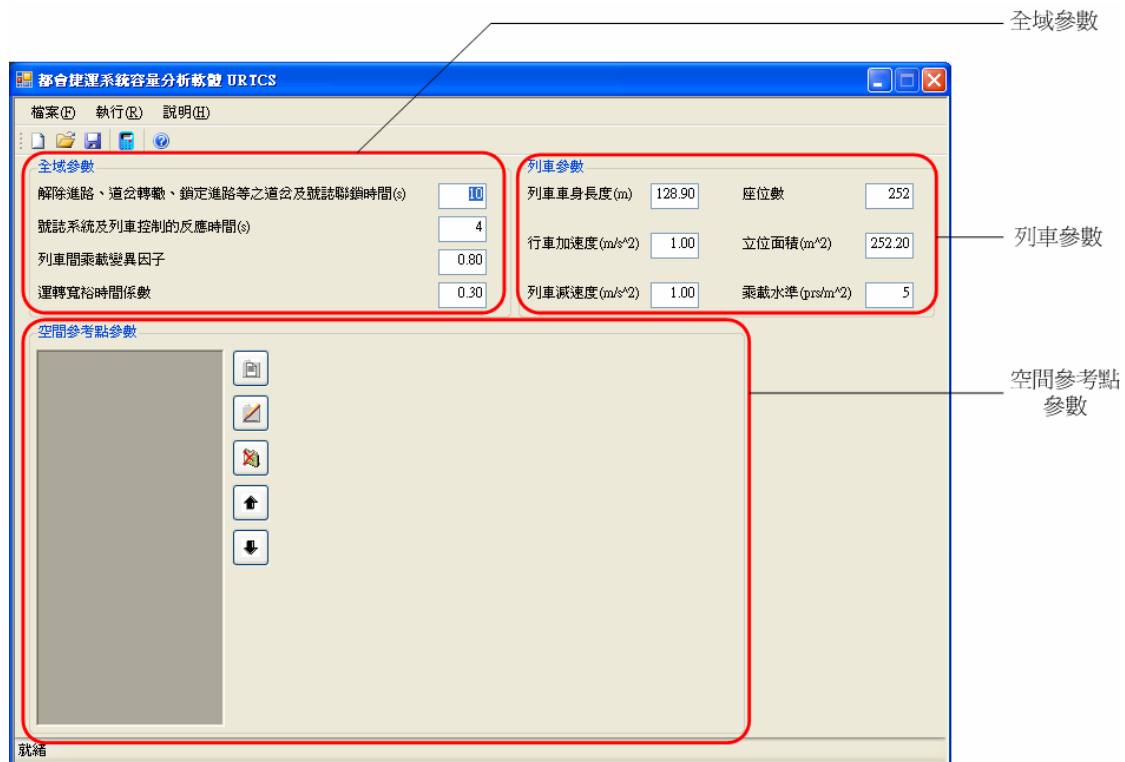 全域參數
都會捷運系統容量分析軟體 URTCS
檔案(F) 執行(R) 說明(H)
全域參數
解除進路、道岔轉轍、鎖定進路等之道岔及號誌聯鎖時間(s) 10
號誌系統及列車控制的反應時間(s) 4
列車間乘載變異因子 0.80
運轉寬裕時間係數 0.30
列車參數
列車車身長度(m) 128.90 座位數 252
行車加速度(m/s^2) 1.00 立位面積(m^2) 252.20
列車減速度(m/s^2) 1.00 乘載水準(prs/m^2) 5
列車參數
空間參考點參數
空間參考點
參數
就緒